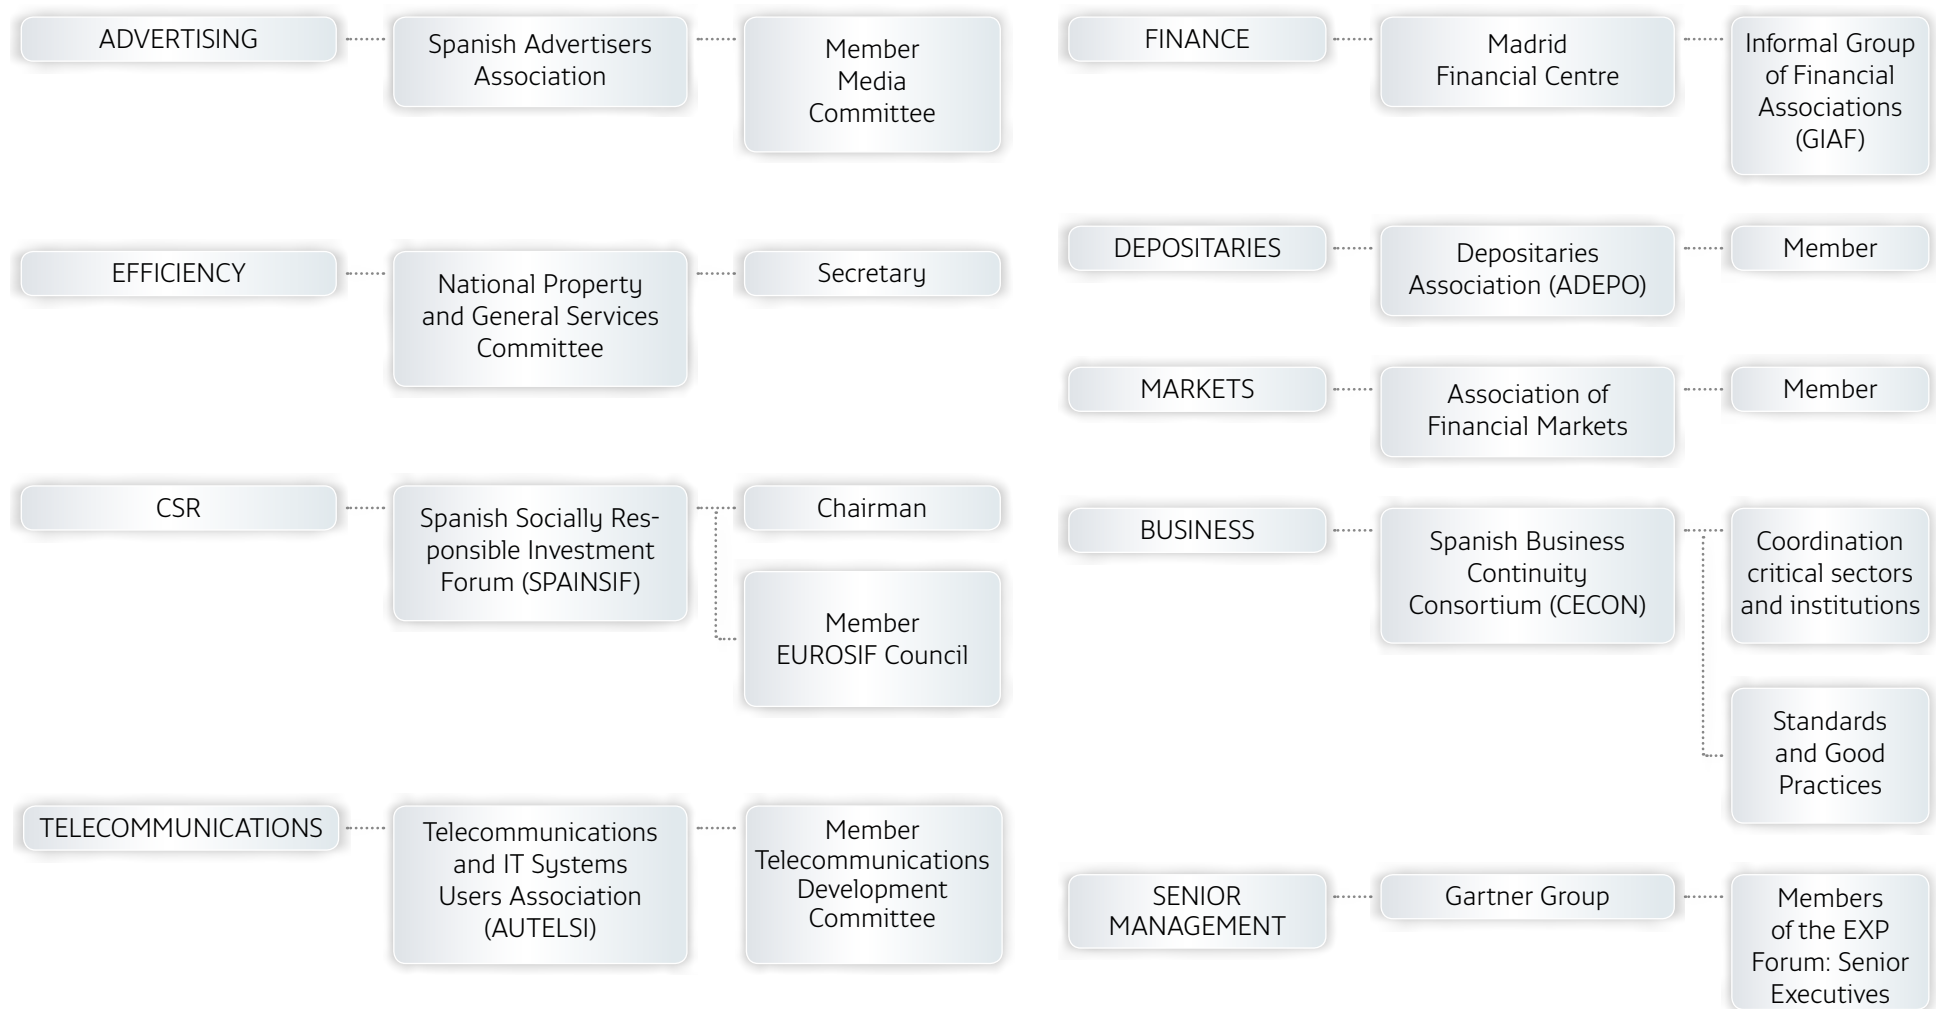 ADVERTISING
Spanish Advertisers
Association
Member
Media
Committee
EFFICIENCY
National Property
and General Services
Committee
Secretary
CSR
Spanish Socially Res-
ponsible Investment
Forum (SPAINSIF)
Chairman
Member
EUROSIF Council
TELECOMMUNICATIONS
Telecommunications
and IT Systems
Users Association
(AUTELSI)
Member
Telecommunications
Development
Committee
FINANCE
Madrid
Financial Centre
Informal Group
of Financial
Associations
(GIAF)
DEPOSITARIES
Depositaries
Association (ADEPO)
Member
MARKETS
Association of
Financial Markets
Member
BUSINESS
Spanish Business
Continuity
Consortium (CECON)
Coordination
critical sectors
and institutions
Standards
and Good
Practices
SENIOR
MANAGEMENT
Gartner Group
Members
of the EXP
Forum: Senior
Executives